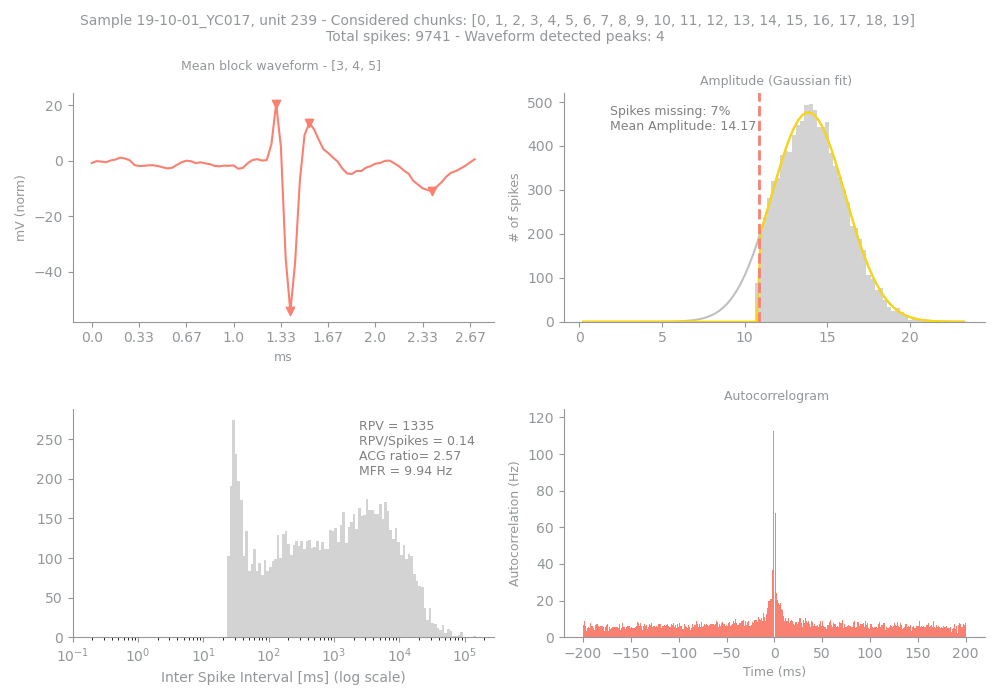 Sample 19-10-01_YC017, unit 239 - Considered chunks: [0, 1, 2, 3, 4, 5, 6, 7, 8, 9, 10, 11, 12, 13, 14, 15, 16, 17, 18, 19]
Total spikes: 9741 - Waveform detected peaks: 4
Mean block waveform - [3, 4, 5]
20
0
−20
−40
mV (norm)
0.0 0.33 0.67 1.0 1.33 1.67 2.0 2.33 2.67
ms
Amplitude (Gaussian fit)
Spikes missing: 7%
Mean Amplitude: 14.17
500
400
300
200
100
0
# of spikes
0 5 10 15 20
RPV = 1335
RPV/Spikes = 0.14
ACG ratio= 2.57
MFR = 9.94 Hz
250
200
150
100
50
0
10⁻¹ 10⁰ 10¹ 10² 10³ 10⁴ 10⁵
Inter Spike Interval [ms] (log scale)
Autocorrelogram
120
100
80
60
40
20
0
Autocorrelation (Hz)
−200 −150 −100 −50 0 50 100 150 200
Time (ms)